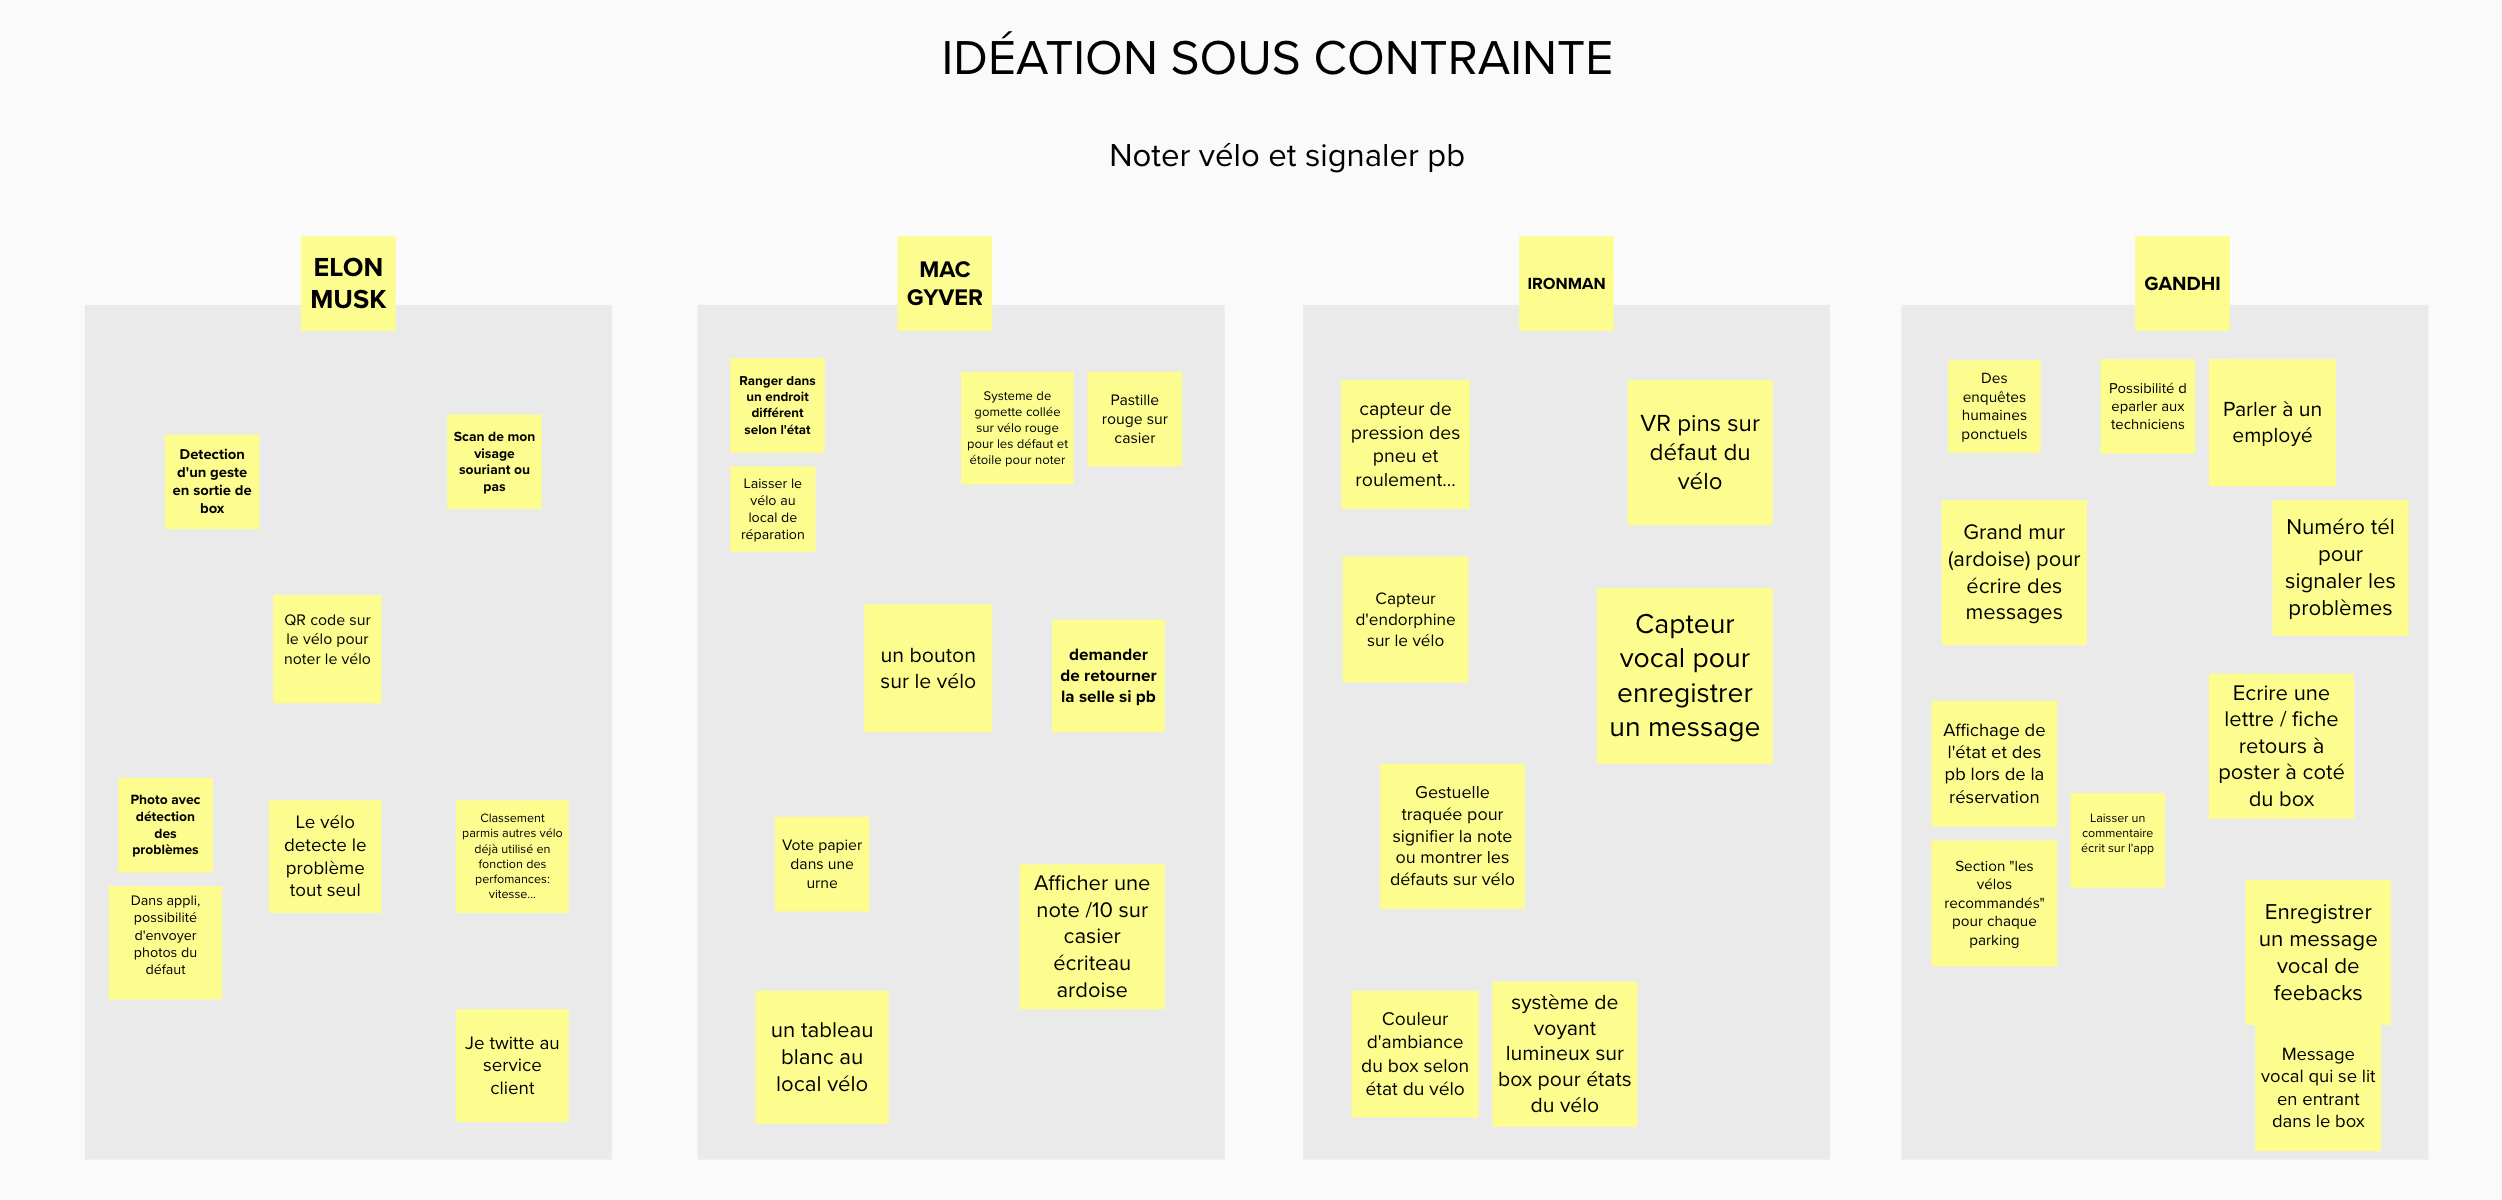 IDÉATION SOUS CONTRAINTE
Noter vélo et signaler pb
ELON
MUSK
Detection
d'un geste
en sortie de
box
Scan de mon
visage
souriant ou
pas
QR code sur
le vélo pour
noter le vélo
Photo avec
détection
des
problèmes
Le vélo
detecte le
problème
tout seul
Classement
parmis autres vélo
déjà utilisé en
fonction des
perfomances:
vitesse...
Dans appli,
possibilité
d'envoyer
photos du
défaut
Je twitte au
service
client
MAC
GYVER
Ranger dans
un endroit
différent
selon l'état
Systeme de
gomette collée
sur vélo rouge
pour les défaut et
étoile pour noter
Pastille
rouge sur
casier
Laisser le
vélo au
local de
réparation
un bouton
sur le vélo
demander
de retourner
la selle si pb
Vote papier
dans une
urne
Afficher une
note /10 sur
casier
écriteau
ardoise
un tableau
blanc au
local vélo
IRONMAN
capteur de
pression des
pneu et
roulement...
VR pins sur
défaut du
vélo
Capteur
d'endorphine
sur le vélo
Capteur
vocal pour
enregistrer
un message
Gestuelle
traquée pour
signifier la note
ou montrer les
défauts sur vélo
Couleur
d'ambiance
du box selon
état du vélo
système de
voyant
lumineux sur
box pour états
du vélo
GANDHI
Des
enquêtes
humaines
ponctuels
Possibilité d
eparler aux
techniciens
Parler à un
employé
Grand mur
(ardoise) pour
écrire des
messages
Numéro tél
pour
signaler les
problèmes
Affichage de
l'état et des
pb lors de la
réservation
Ecrire une
lettre / fiche
retours à
poster à coté
du box
Laisser un
commentaire
écrit sur l'app
Section "les
vélos
recommandés"
pour chaque
parking
Enregistrer
un message
vocal de
feebacks
Message
vocal qui se lit
en entrant
dans le box